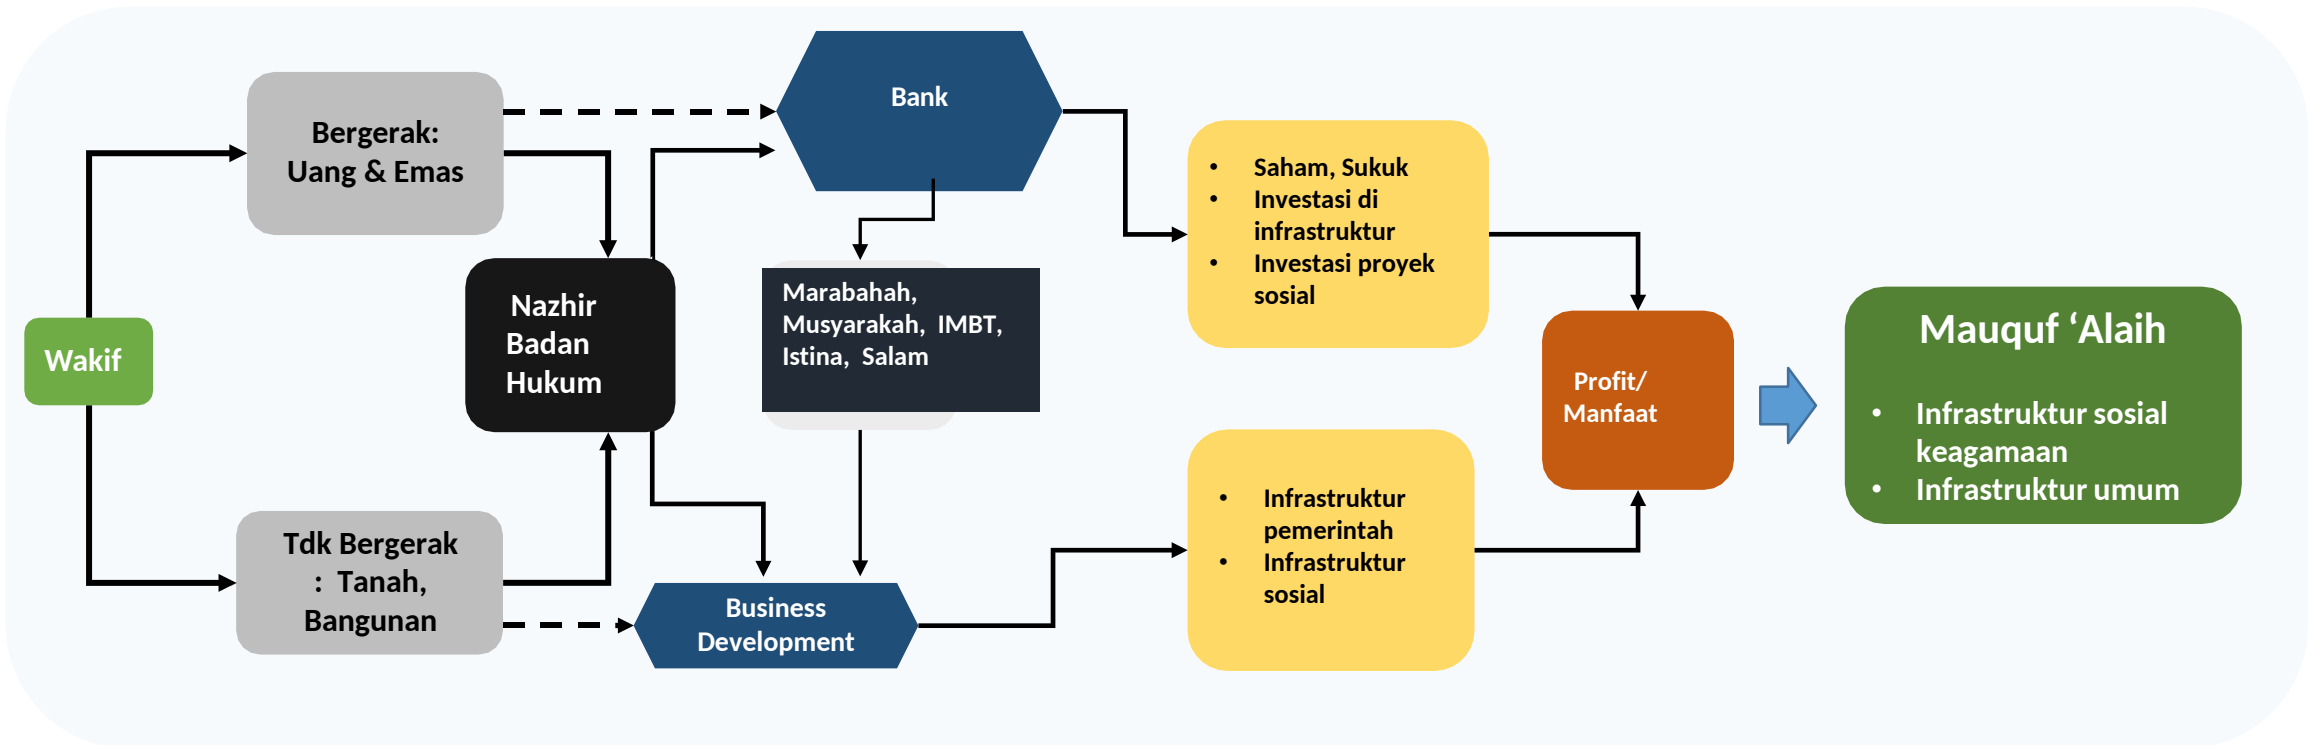 Bank
Bergerak:
Uang & Emas
• Saham, Sukuk
• Investasi di
infrastruktur
• Investasi proyek
sosial
Nazhir
Badan
Hukum
Marabahah,
Musyarakah, IMBT,
Istina, Salam
Wakif
Profit/
Manfaat
Mauquf ‘Alaih
• Infrastruktur sosial
keagamaan
• Infrastruktur umum
Tdk Bergerak
: Tanah,
Bangunan
• Infrastruktur
pemerintah
• Infrastruktur
sosial
Business
Development